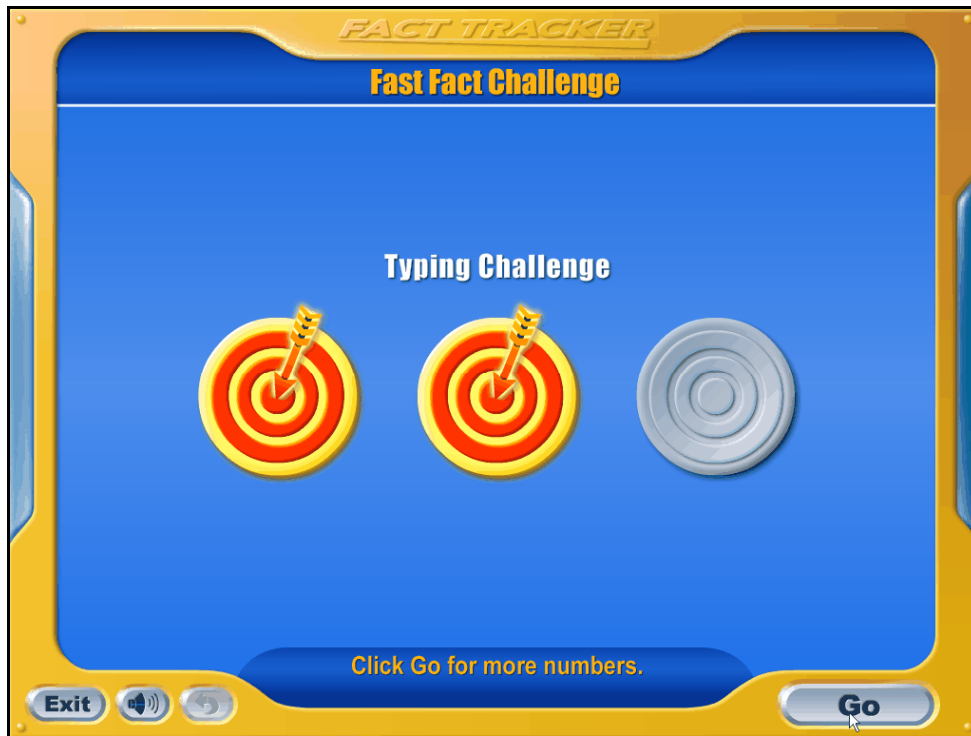 FACT TRACKER
Fast Fact Challenge
Typing Challenge
Click Go for more numbers.
Exit
Go